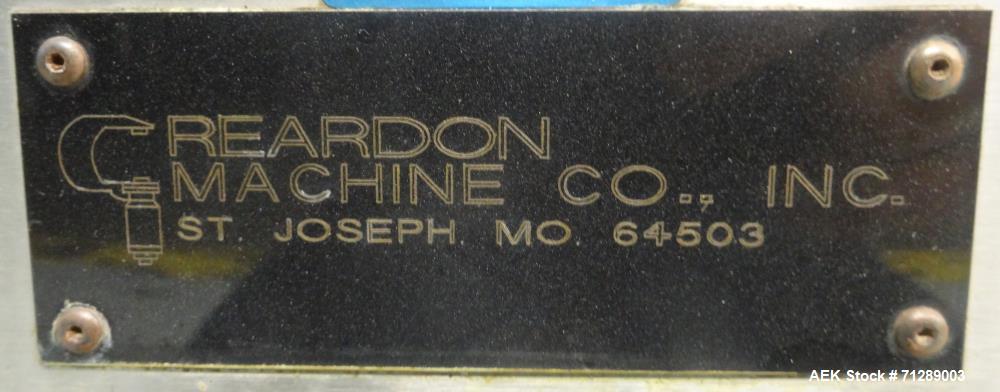 REARDON
MACHINE CO., INC.
ST. JOSEPH, MO. 64503
AEK Stock # 71289003